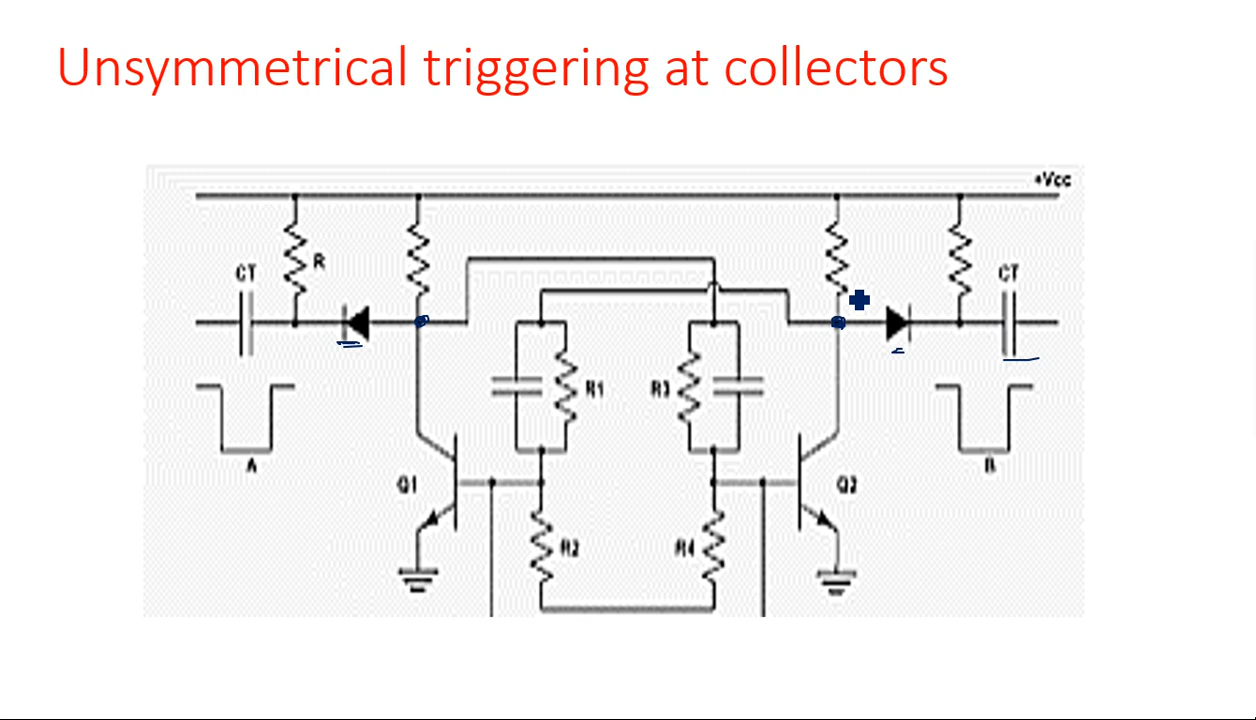 Unsymmetrical triggering at collectors
+Vcc
CT
R
CT
R1
R3
A
B
Q1
Q2
R2
R4